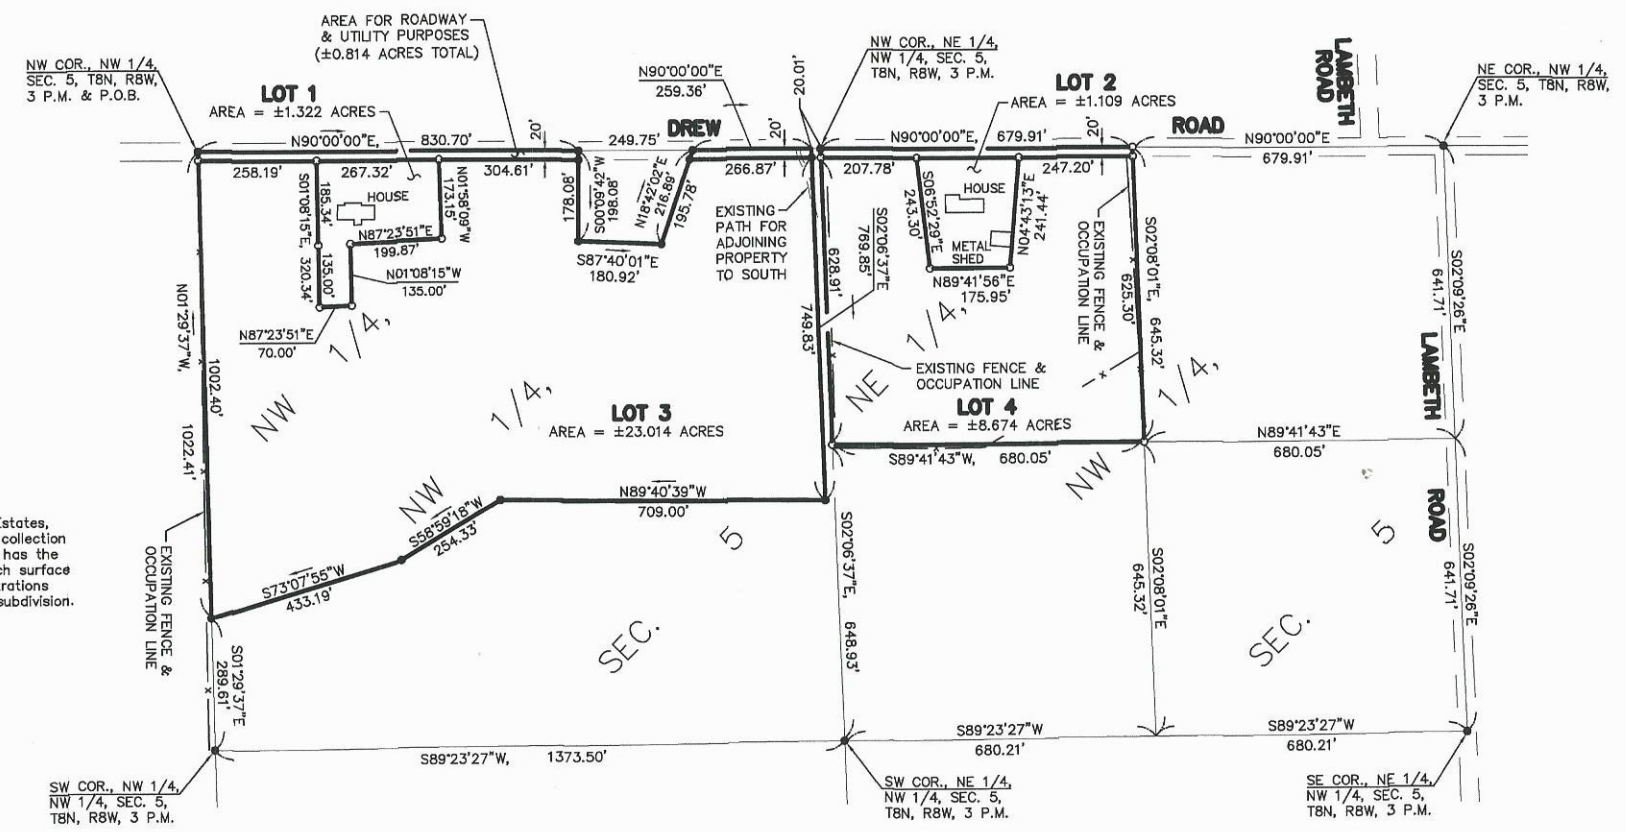 AREA FOR ROADWAY
& UTILITY PURPOSES
(±0.814 ACRES TOTAL)
NW COR., NW 1/4,
SEC. 5, T8N, R8W,
3 P.M. & P.O.B.
LOT 1
AREA = ±1.322 ACRES
N90°00'00"E
259.36'
20.01'
NW COR., NE 1/4,
NW 1/4, SEC. 5,
T8N, R8W, 3 P.M.
LOT 2
AREA = ±1.109 ACRES
LAMBETH
ROAD
NE COR., NW 1/4,
SEC. 5, T8N, R8W,
3 P.M.
N90°00'00"E 830.70'
20'
249.75'
DREW
20'
N90°00'00"E, 679.91'
20'
ROAD
N90°00'00"E
679.91'
258.19'
267.32'
304.61'
266.87'
207.78'
247.20'
S01°08'15"E, 320.34'
185.34'
135.00'
HOUSE
N01°58'09"W
173.15'
N87°23'51"E
199.87'
N01°08'15"W
135.00'
N87°23'51"E
70.00'
178.08'
S00°09'42"W
198.08'
S87°40'01"E
180.92'
N18°42'02"E
216.89'
195.78'
EXISTING
PATH FOR
ADJOINING
PROPERTY
TO SOUTH
628.91'
S02°06'37"E
769.85'
749.83'
S06°52'29"E
243.30'
HOUSE
METAL
SHED
N04°43'13"E
241.44'
N89°41'56"E
175.95'
EXISTING FENCE &
OCCUPATION LINE
S02°08'01"E, 645.32'
625.30'
S02°09'26"E
641.71'
N01°29'37"W,
1002.40'
1022.41'
NW 1/4,
NW 1/4,
SEC. 5
LOT 3
AREA = ±23.014 ACRES
EXISTING FENCE &
OCCUPATION LINE
NE 1/4,
NW 1/4,
SEC. 5
LOT 4
AREA = ±8.674 ACRES
S89°41'43"W, 680.05'
N89°41'43"E
680.05'
LAMBETH
ROAD
N89°40'39"W
709.00'
S58°59'18"W
254.33'
S73°07'55"W
433.19'
Estates,
collection
has the
ch surface
rations
subdivision.
EXISTING FENCE &
OCCUPATION LINE
S01°29'37"E
289.61'
S02°06'37"E,
648.93'
S02°08'01"E
645.32'
S02°09'26"E
641.71'
S89°23'27"W, 1373.50'
S89°23'27"W
680.21'
S89°23'27"W
680.21'
SW COR., NW 1/4,
NW 1/4, SEC. 5,
T8N, R8W, 3 P.M.
SW COR., NE 1/4,
NW 1/4, SEC. 5,
T8N, R8W, 3 P.M.
SE COR., NE 1/4,
NW 1/4, SEC. 5,
T8N, R8W, 3 P.M.